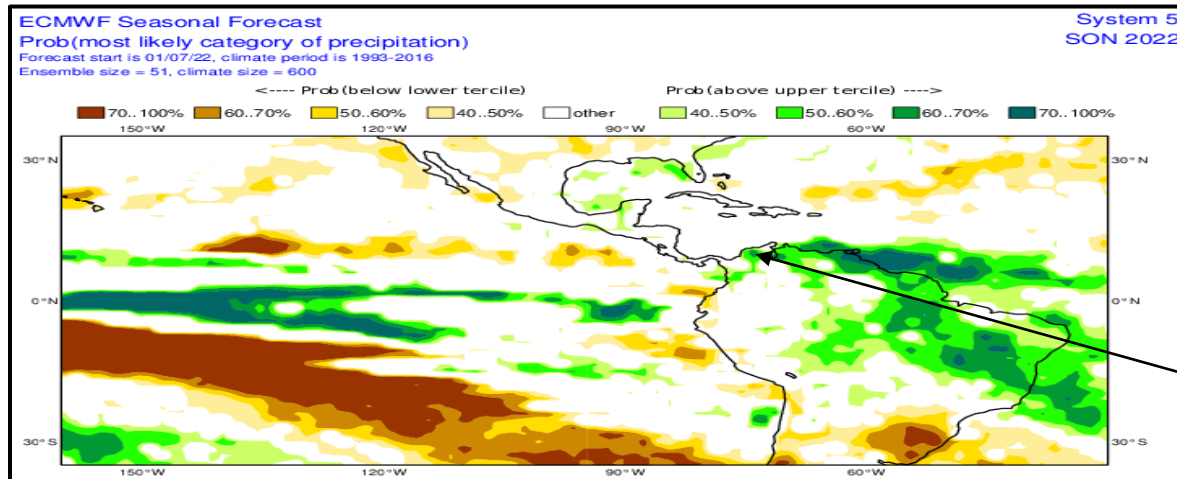 ECMWF Seasonal Forecast System 5
Prob(most likely category of precipitation) SON 2022
Forecast start is 01/07/22, climate period is 1993-2016
Ensemble size = 51, climate size = 600
<---- Prob(below lower tercile) Prob(above upper tercile) ---->
70..100% 60..70% 50..60% 40..50% other 40..50% 50..60% 60..70% 70..100%
150°W 120°W 90°W 60°W
30°N 30°N
0°N 0°N
30°S 30°S
150°W 120°W 90°W 60°W